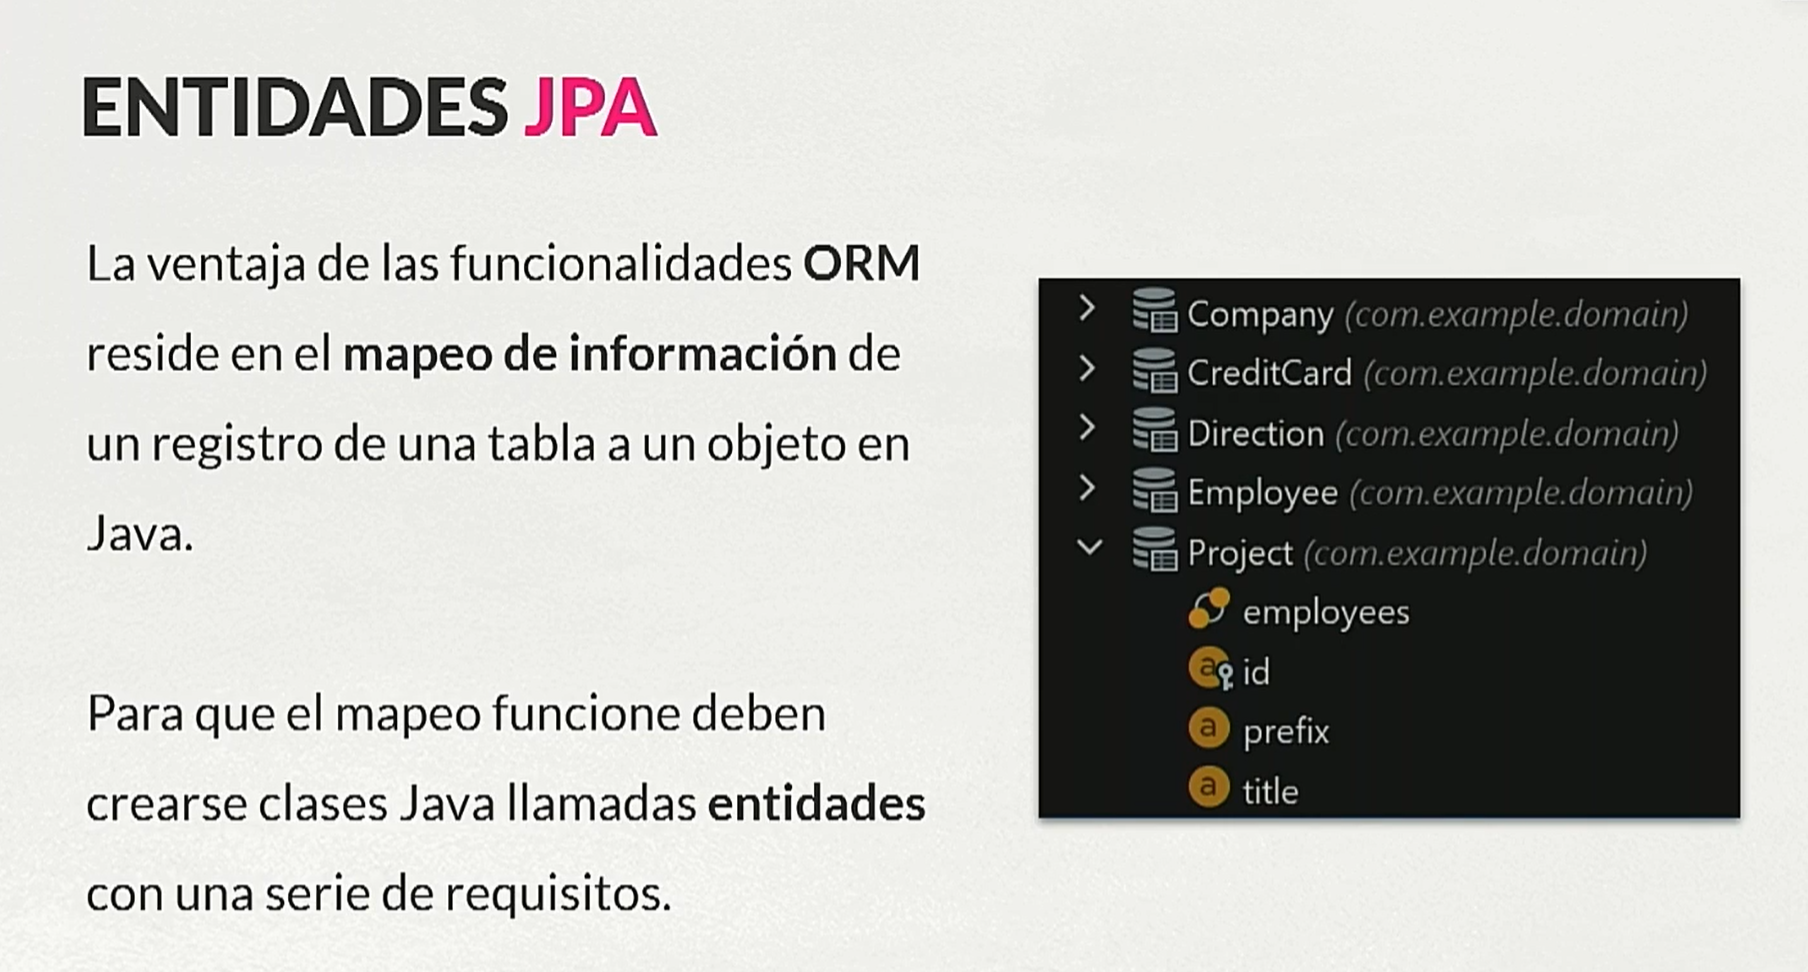 ENTIDADES JPA
La ventaja de las funcionalidades ORM
reside en el mapeo de información de
un registro de una tabla a un objeto en
Java.
Para que el mapeo funcione deben
crearse clases Java llamadas entidades
con una serie de requisitos.
Company (com.example.domain)
CreditCard (com.example.domain)
Direction (com.example.domain)
Employee (com.example.domain)
Project (com.example.domain)
employees
a id
a prefix
a title